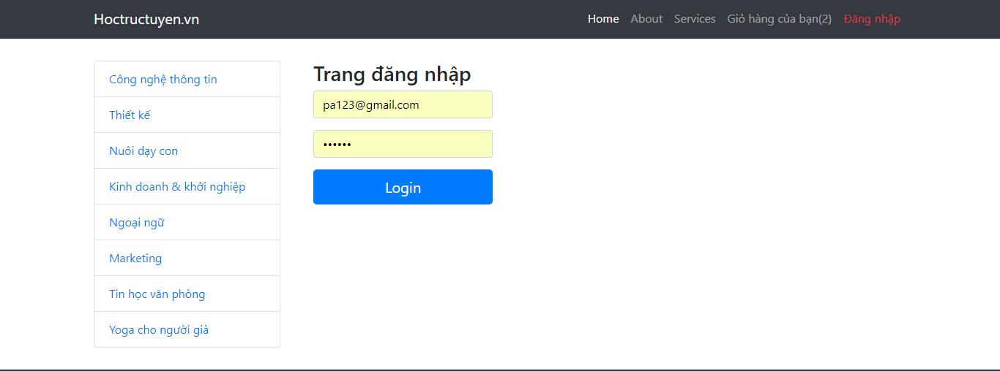 Hoctructuyen.vn
Home About Services Giỏ hàng của bạn(2) Đăng nhập
Công nghệ thông tin
Thiết kế
Nuôi dạy con
Kinh doanh & khởi nghiệp
Ngoại ngữ
Marketing
Tin học văn phòng
Yoga cho người già
Trang đăng nhập
pa123@gmail.com
••••••
Login